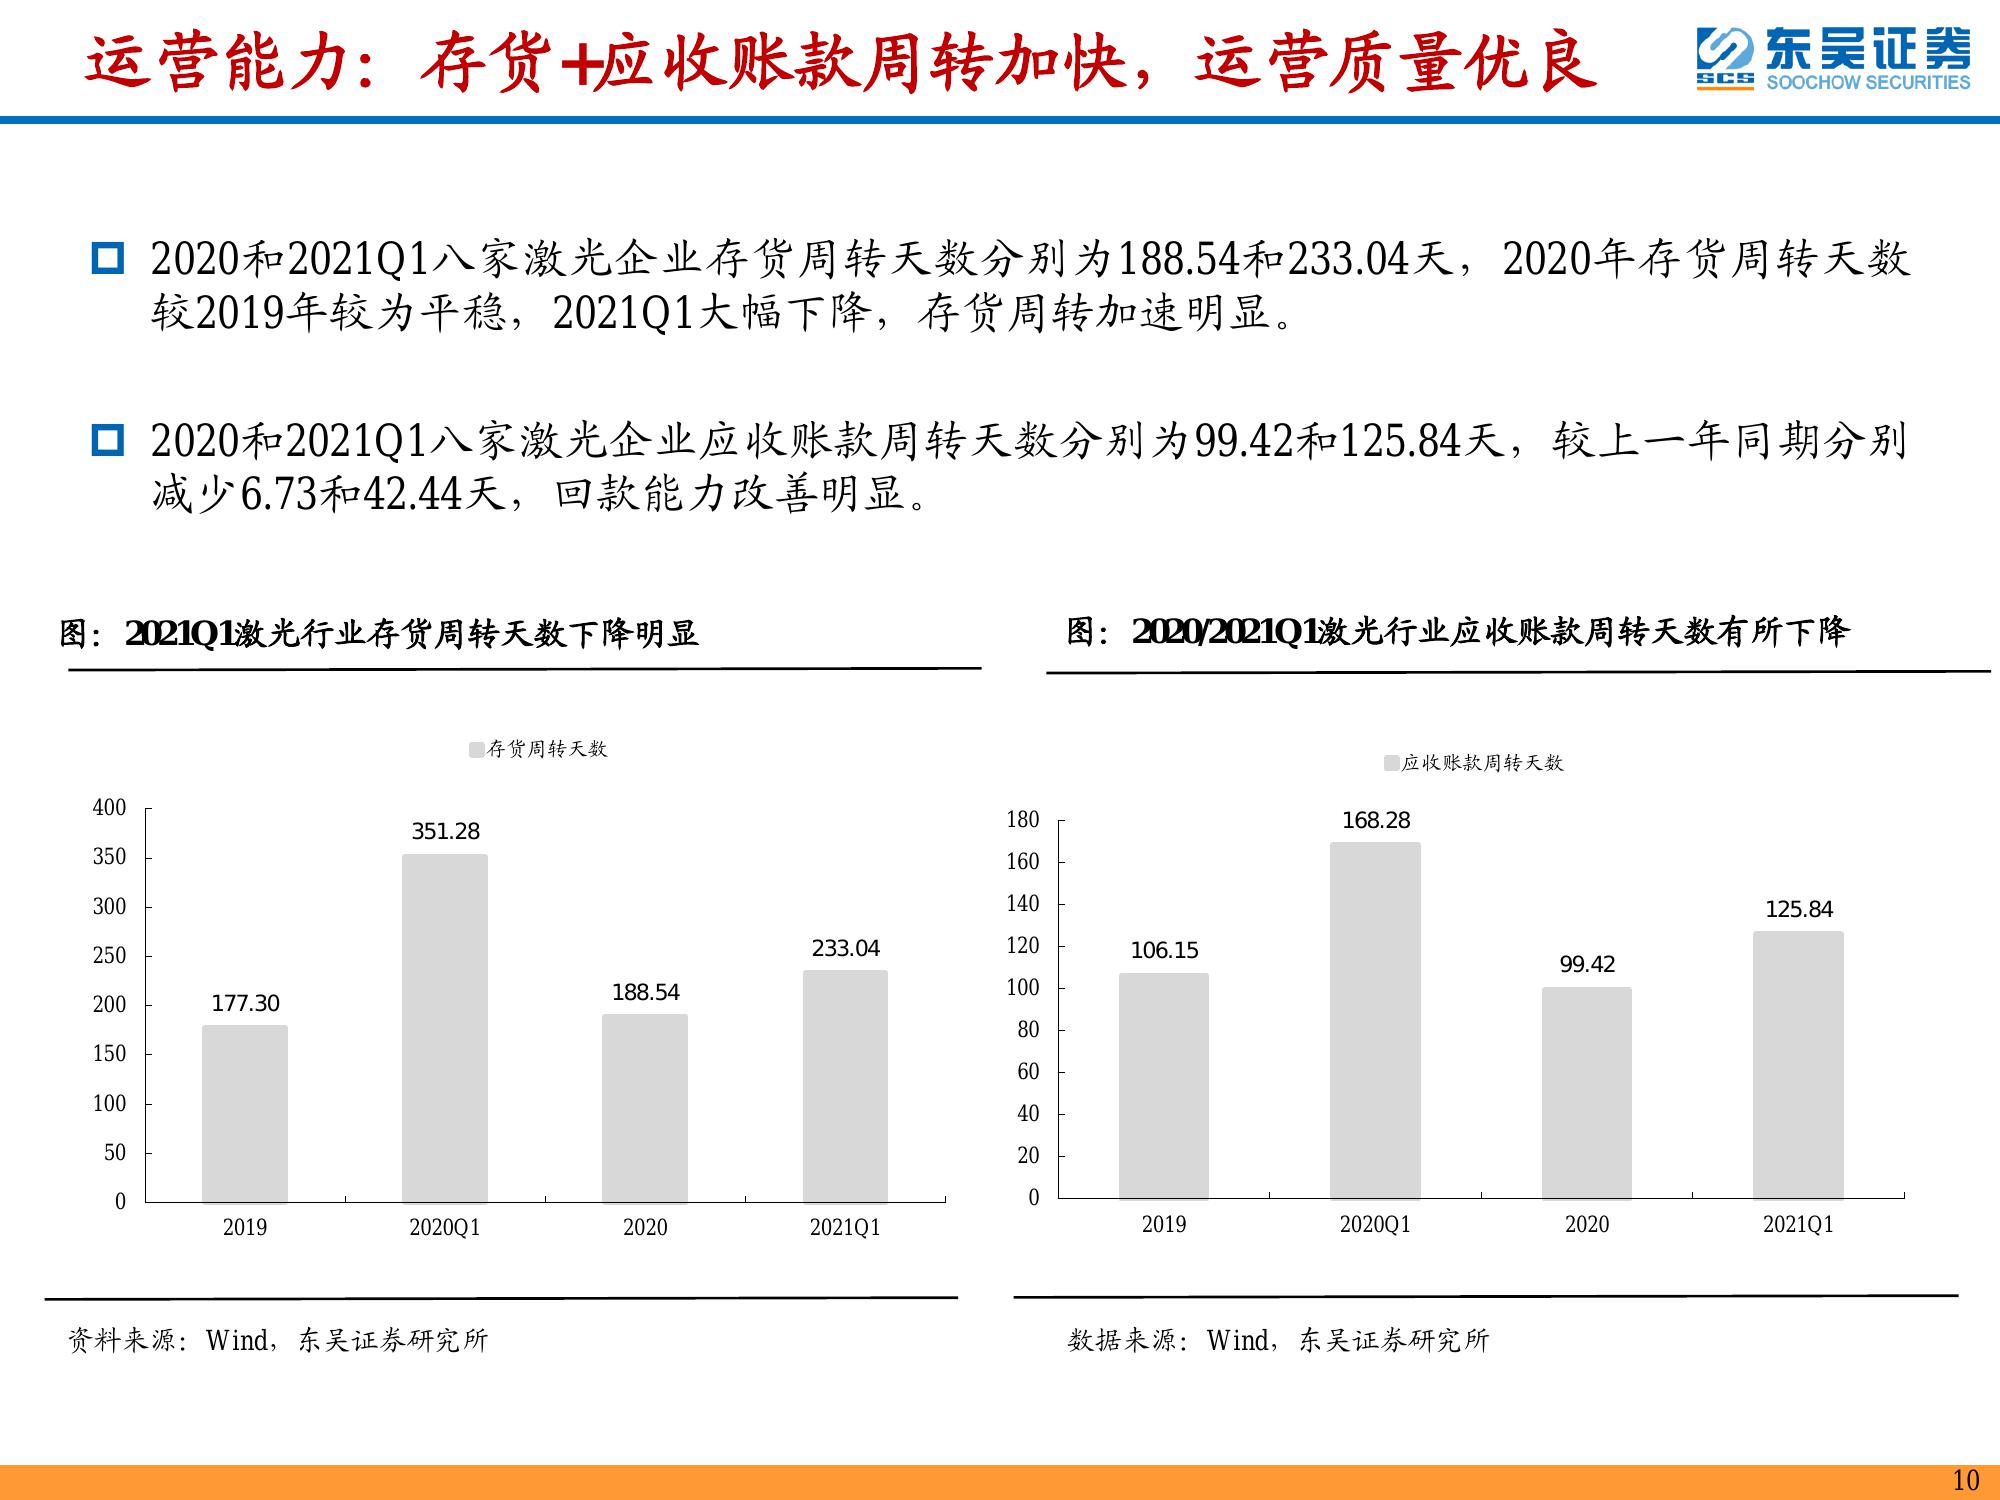 运营能力：存货+应收账款周转加快，运营质量优良
SCS 东吴证券
SOOCHOW SECURITIES
2020和2021Q1八家激光企业存货周转天数分别为188.54和233.04天，2020年存货周转天数
较2019年较为平稳，2021Q1大幅下降，存货周转加速明显。
2020和2021Q1八家激光企业应收账款周转天数分别为99.42和125.84天，较上一年同期分别
减少6.73和42.44天，回款能力改善明显。
图：2021Q1激光行业存货周转天数下降明显
存货周转天数
400
350
300
250
200
150
100
50
0
177.30
351.28
188.54
233.04
2019 2020Q1 2020 2021Q1
资料来源：Wind，东吴证券研究所
图：2020/2021Q1激光行业应收账款周转天数有所下降
应收账款周转天数
180
160
140
120
100
80
60
40
20
0
106.15
168.28
99.42
125.84
2019 2020Q1 2020 2021Q1
数据来源：Wind，东吴证券研究所
10